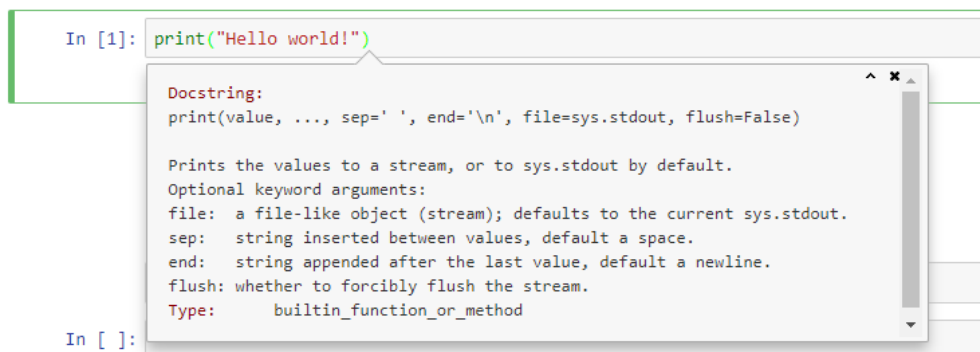 In [1]: print("Hello world!")
Docstring:
print(value, ..., sep=' ', end='\n', file=sys.stdout, flush=False)
Prints the values to a stream, or to sys.stdout by default.
Optional keyword arguments:
file:  a file-like object (stream); defaults to the current sys.stdout.
sep:   string inserted between values, default a space.
end:   string appended after the last value, default a newline.
flush: whether to forcibly flush the stream.
Type:      builtin_function_or_method
In [ ]: